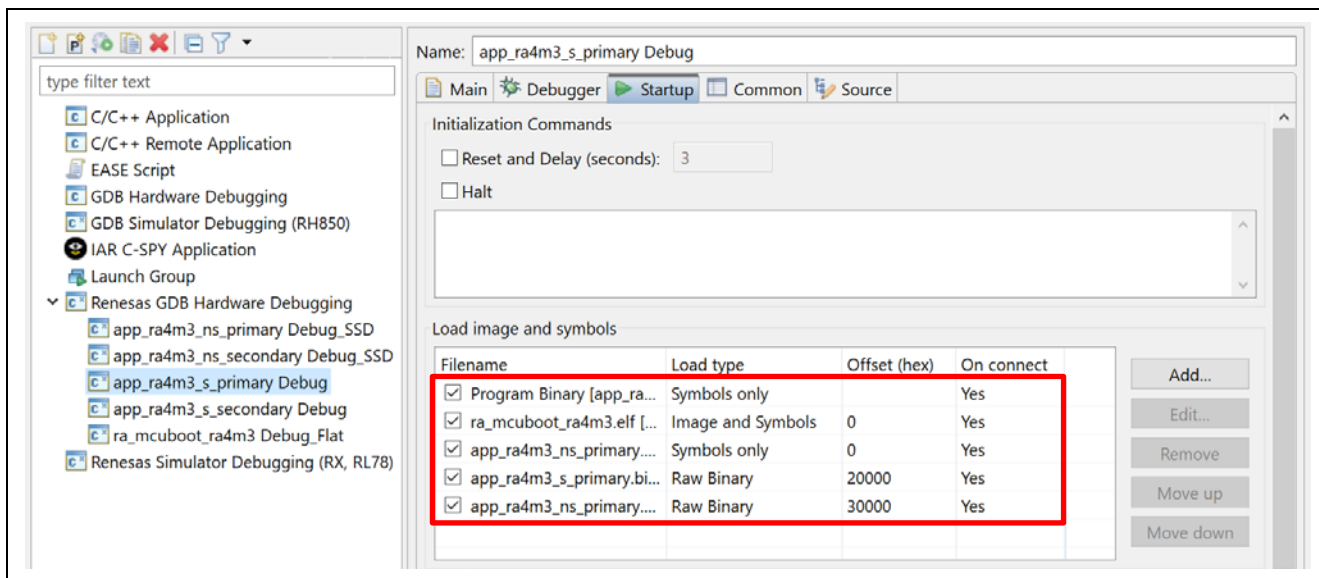 Name: app_ra4m3_s_primary Debug
type filter text
Main Debugger Startup Common Source
C/C++ Application
C/C++ Remote Application
EASE Script
GDB Hardware Debugging
GDB Simulator Debugging (RH850)
IAR C-SPY Application
Launch Group
Renesas GDB Hardware Debugging
app_ra4m3_ns_primary Debug_SSD
app_ra4m3_ns_secondary Debug_SSD
app_ra4m3_s_primary Debug
app_ra4m3_s_secondary Debug
ra_mcuboot_ra4m3 Debug_Flat
Renesas Simulator Debugging (RX, RL78)
Initialization Commands
Reset and Delay (seconds): 3
Halt
Load image and symbols
Filename Load type Offset (hex) On connect
Program Binary [app_ra... Symbols only Yes
ra_mcuboot_ra4m3.elf [... Image and Symbols 0 Yes
app_ra4m3_ns_primary.... Symbols only 0 Yes
app_ra4m3_s_primary.bi... Raw Binary 20000 Yes
app_ra4m3_ns_primary.... Raw Binary 30000 Yes
Add...
Edit...
Remove
Move up
Move down